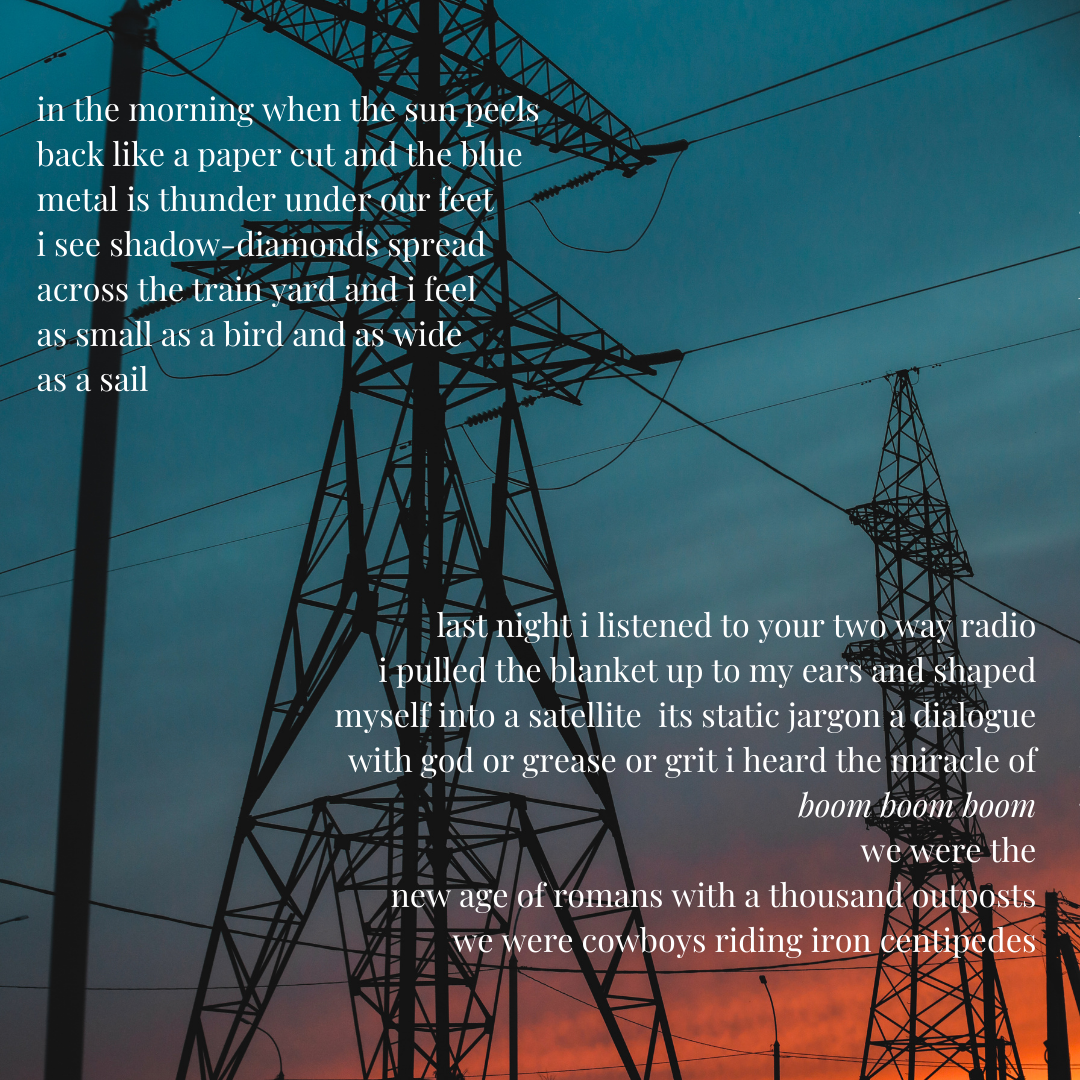 in the morning when the sun peels
back like a paper cut and the blue
metal is thunder under our feet
i see shadow-diamonds spread
across the train yard and i feel
as small as a bird and as wide
as a sail
last night i listened to your two way radio
i pulled the blanket up to my ears and shaped
myself into a satellite  its static jargon a dialogue
with god or grease or grit i heard the miracle of
boom boom boom
we were the
new age of romans with a thousand outposts
we were cowboys riding iron centipedes